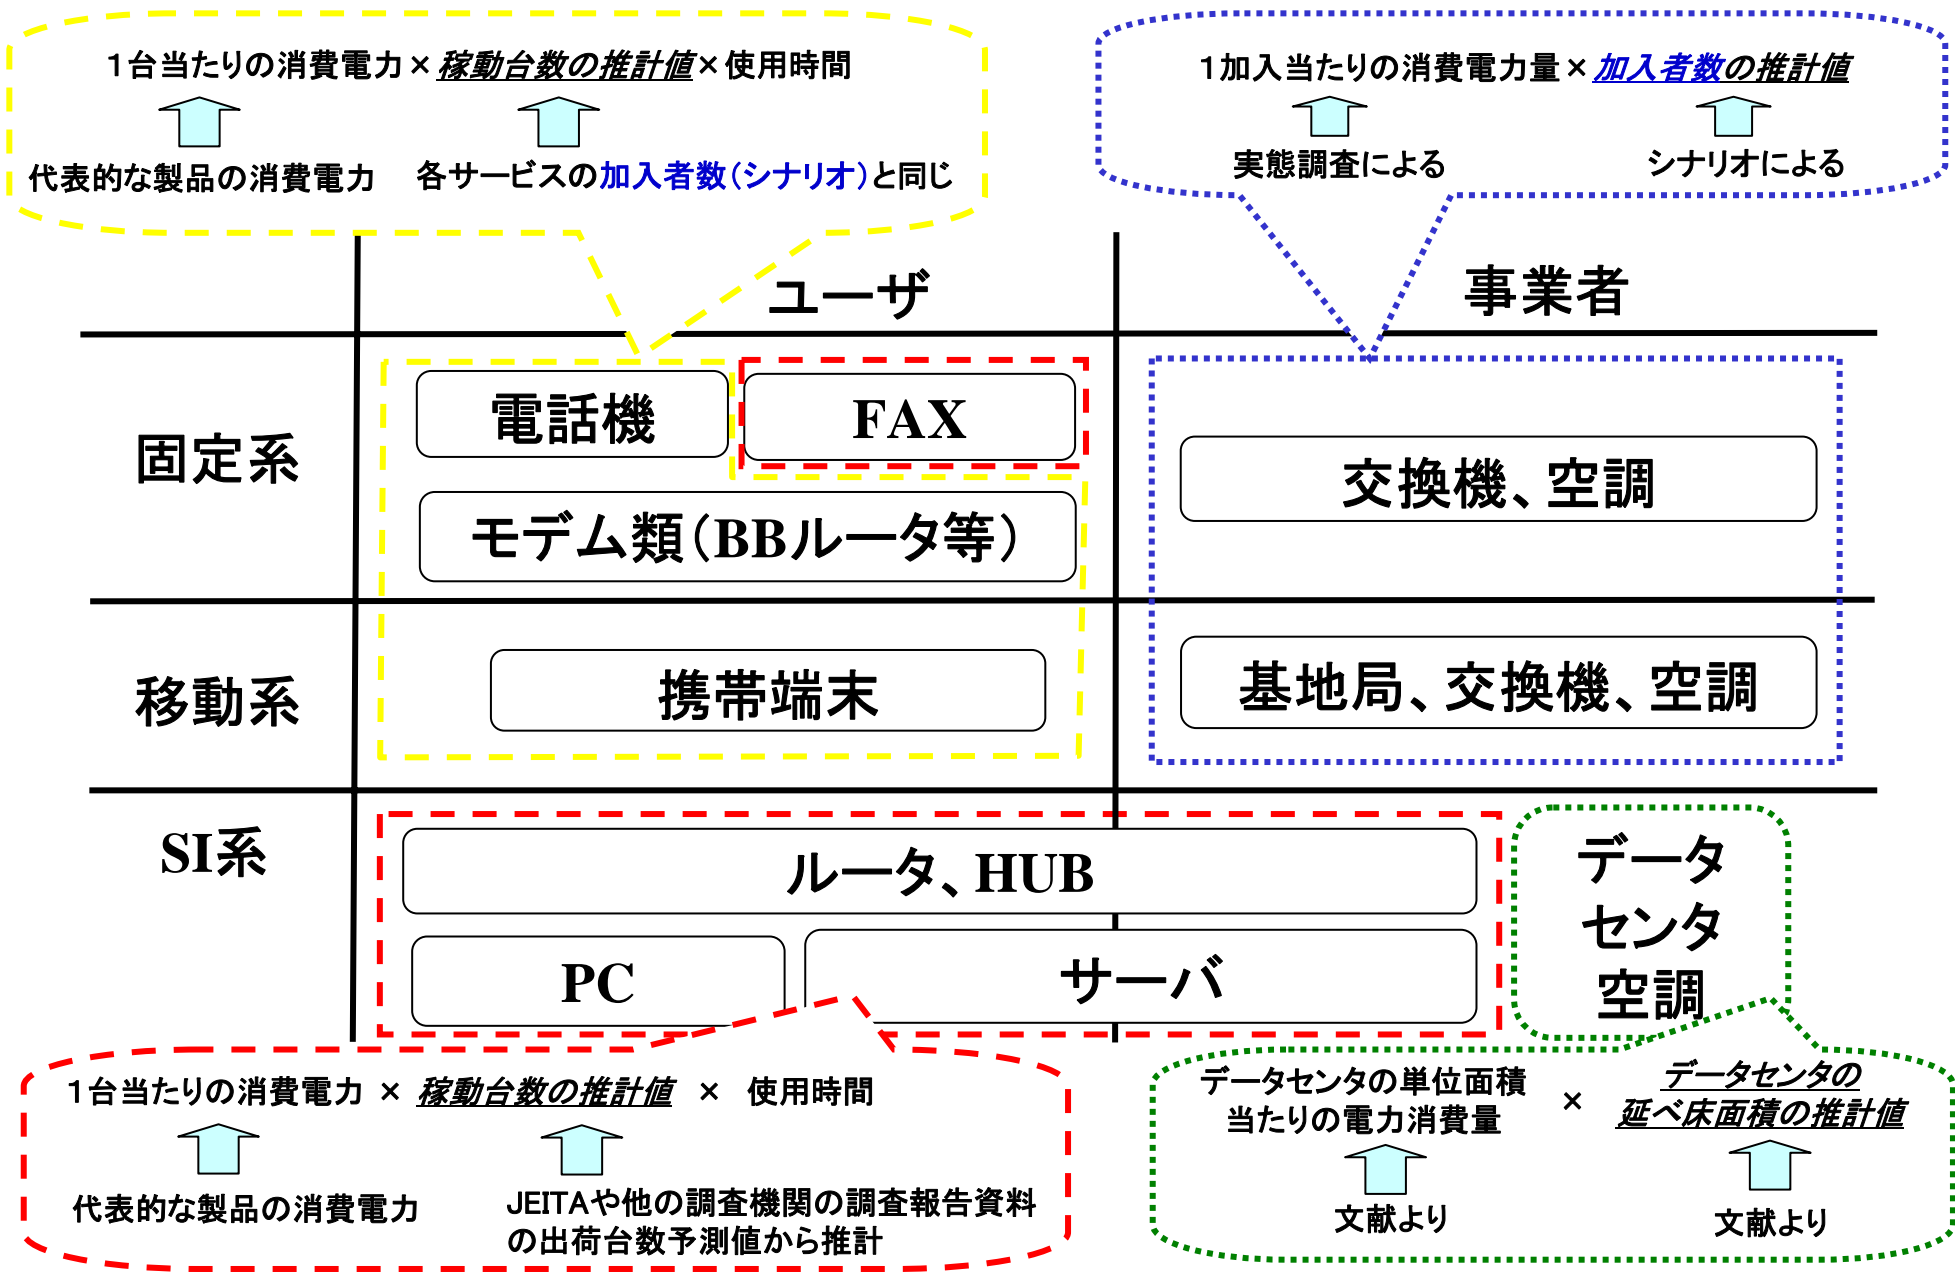 １台当たりの消費電力×稼動台数の推計値×使用時間
代表的な製品の消費電力
各サービスの加入者数（シナリオ）と同じ
１加入当たりの消費電力量×加入者数の推計値
実態調査による
シナリオによる
ユーザ
事業者
固定系
電話機
FAX
モデム類（BBルータ等）
交換機、空調
移動系
携帯端末
基地局、交換機、空調
SI系
ルータ、HUB
PC
サーバ
データ
センタ
空調
１台当たりの消費電力 × 稼動台数の推計値 × 使用時間
代表的な製品の消費電力
JEITAや他の調査機関の調査報告資料
の出荷台数予測値から推計
データセンタの単位面積
当たりの電力消費量
×
データセンタの
延べ床面積の推計値
文献より
文献より